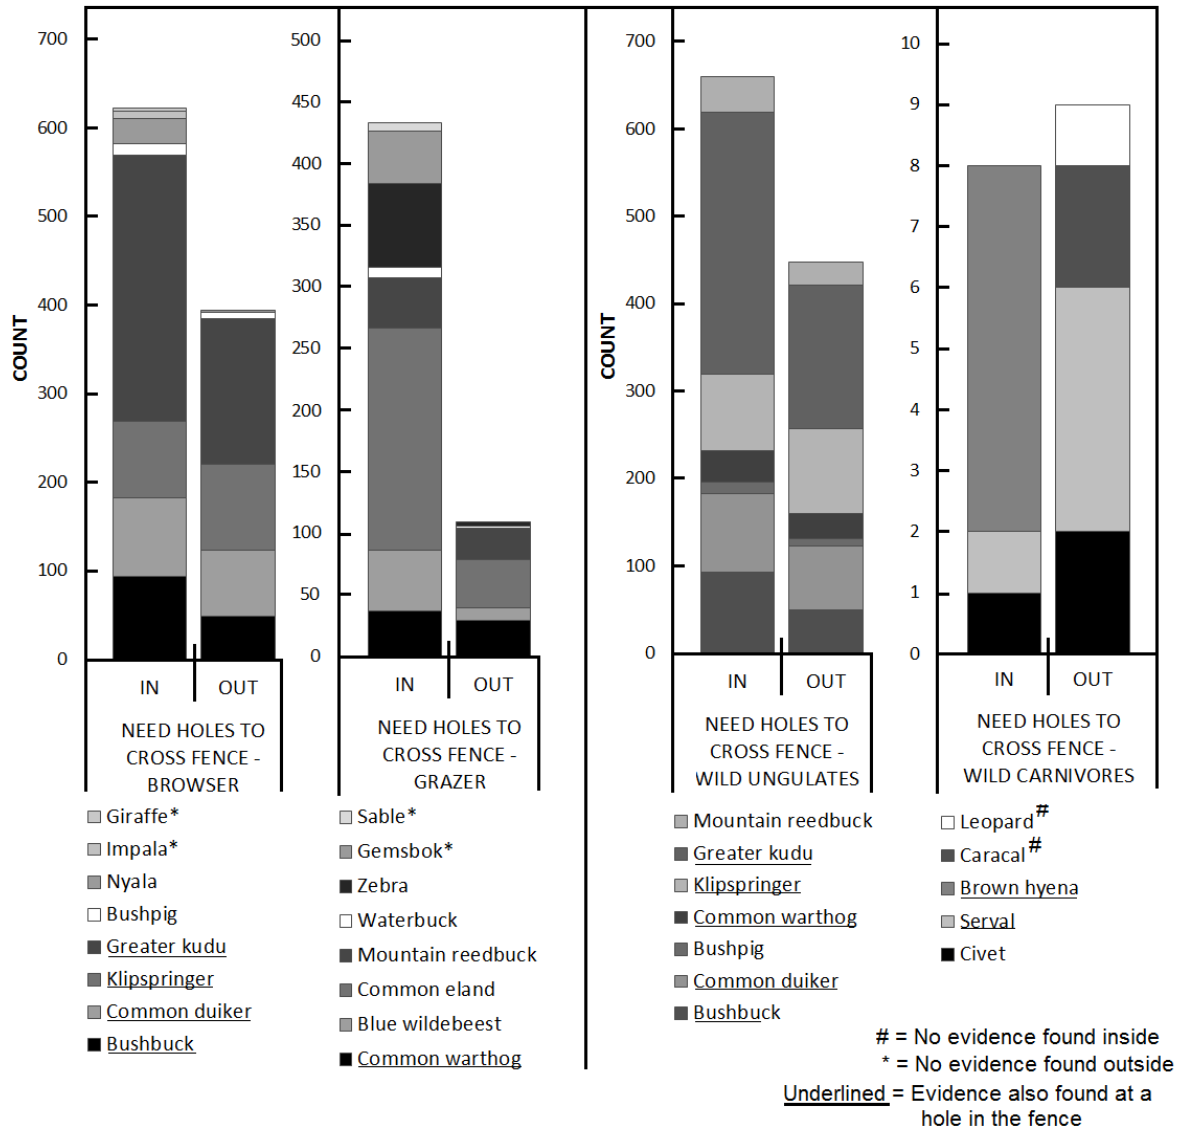 COUNT
700
600
500
400
300
200
100
0
IN
OUT
NEED HOLES TO
CROSS FENCE -
BROWSER
Giraffe*
Impala*
Nyala
Bushpig
Greater kudu
Klipspringer
Common duiker
Bushbuck
500
450
400
350
300
250
200
150
100
50
0
IN
OUT
NEED HOLES TO
CROSS FENCE -
GRAZER
Sable*
Gemsbok*
Zebra
Waterbuck
Mountain reedbuck
Common eland
Blue wildebeest
Common warthog
COUNT
700
600
500
400
300
200
100
0
IN
OUT
NEED HOLES TO
CROSS FENCE -
WILD UNGULATES
Mountain reedbuck
Greater kudu
Klipspringer
Common warthog
Bushpig
Common duiker
Bushbuck
10
9
8
7
6
5
4
3
2
1
0
IN
OUT
NEED HOLES TO
CROSS FENCE -
WILD CARNIVORES
Leopard#
Caracal#
Brown hyena
Serval
Civet
# = No evidence found inside
* = No evidence found outside
Underlined = Evidence also found at a
hole in the fence